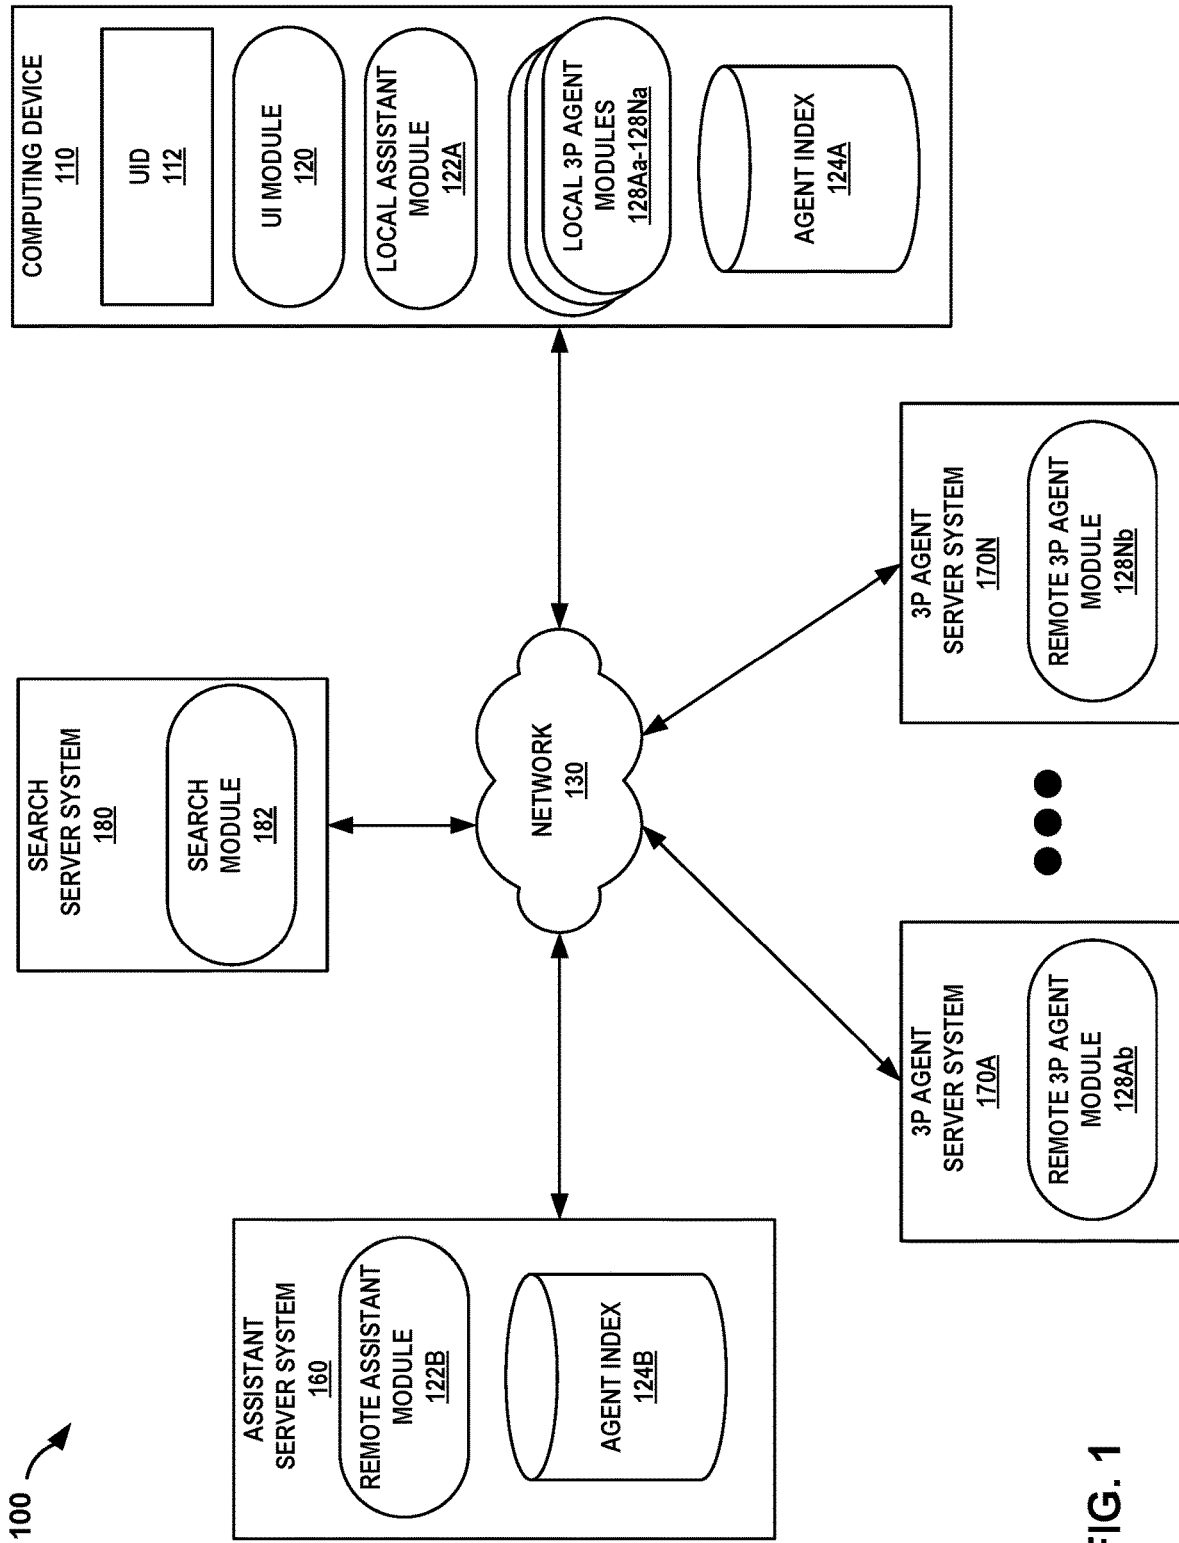 100
ASSISTANT
SERVER SYSTEM
160
REMOTE ASSISTANT
MODULE
122B
AGENT INDEX
124B
SEARCH
SERVER SYSTEM
180
SEARCH
MODULE
182
COMPUTING DEVICE
110
UID
112
UI MODULE
120
LOCAL ASSISTANT
MODULE
122A
LOCAL 3P AGENT
MODULES
128Aa-128Na
AGENT INDEX
124A
NETWORK
130
3P AGENT
SERVER SYSTEM
170A
REMOTE 3P AGENT
MODULE
128Ab
3P AGENT
SERVER SYSTEM
170N
REMOTE 3P AGENT
MODULE
128Nb
FIG. 1